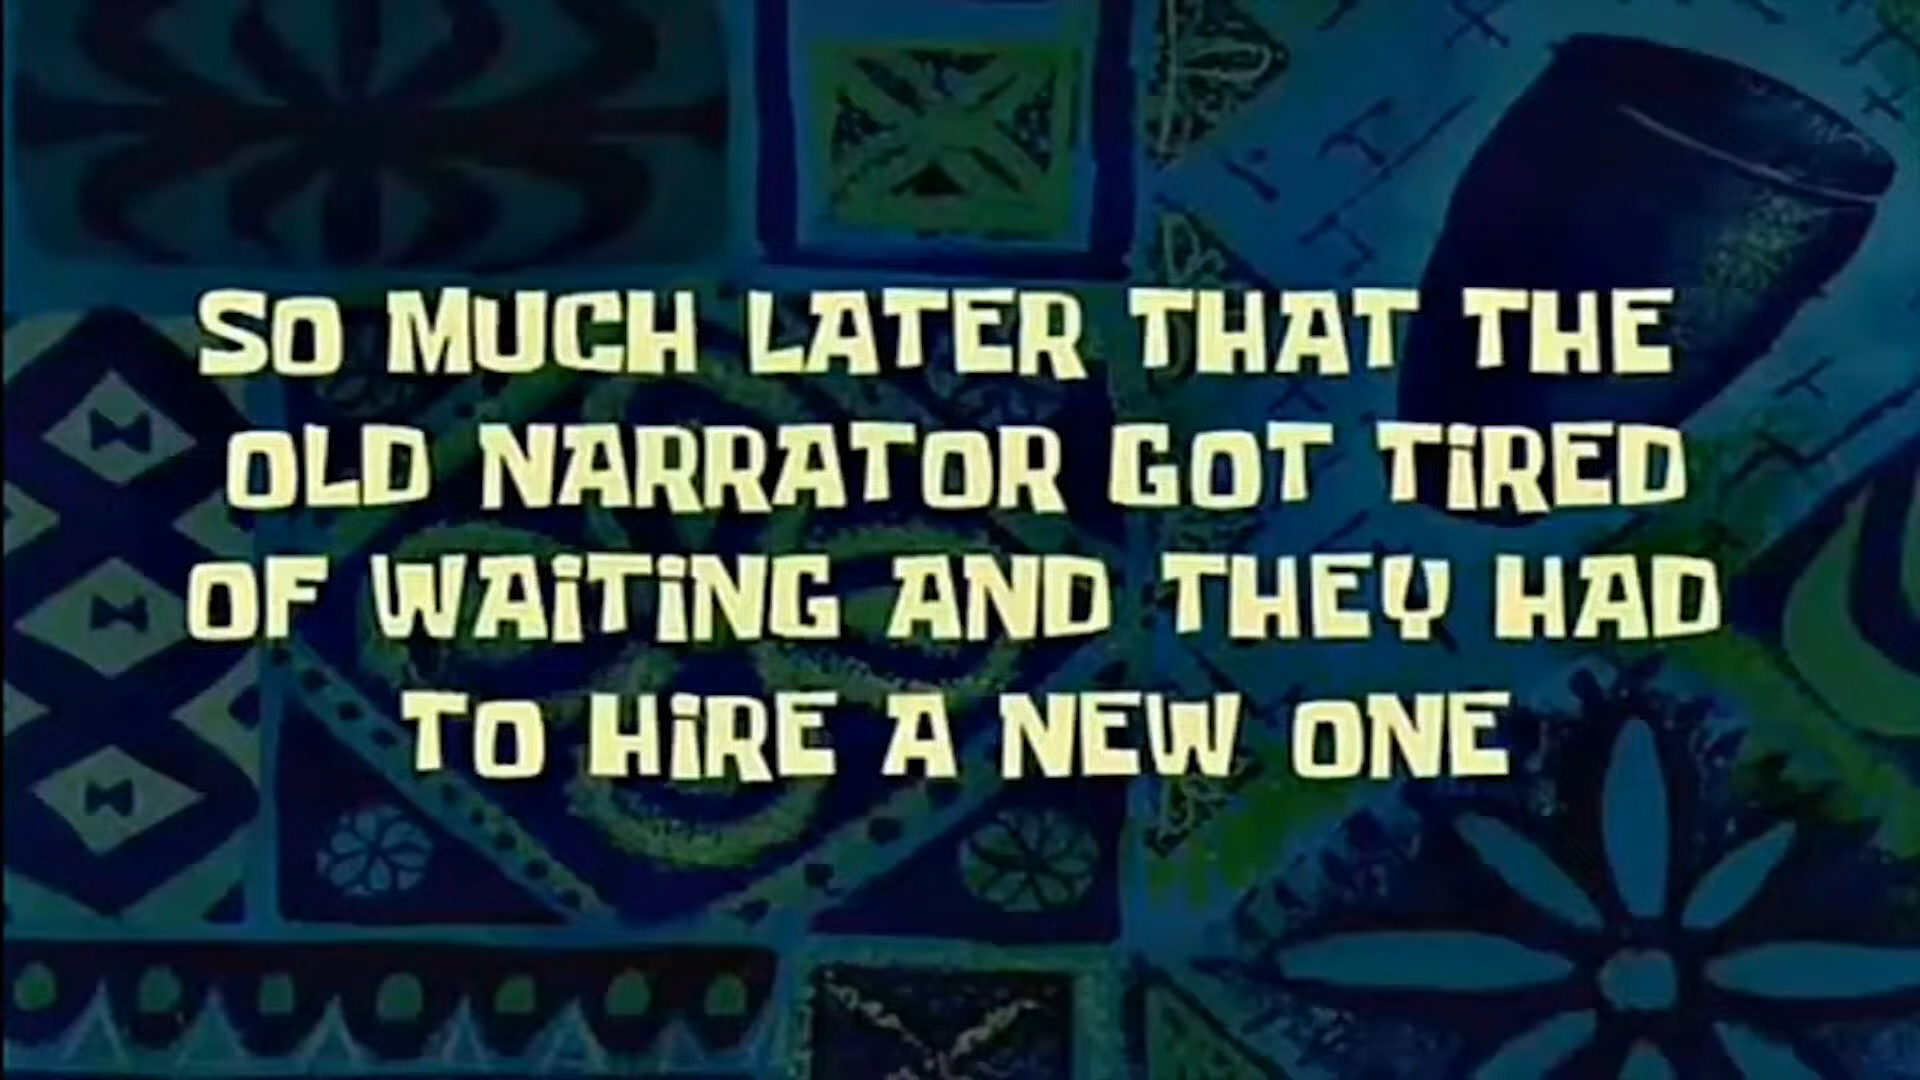 SO MUCH LATER THAT THE
OLD NARRATOR GOT TIRED
OF WAITING AND THEY HAD
TO HIRE A NEW ONE